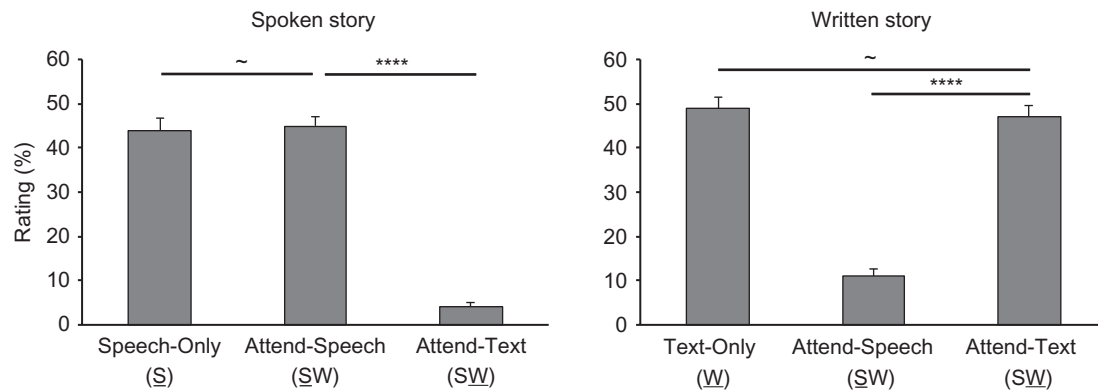 Spoken story
60
50
40
30
20
10
0
Rating (%)
~
****
Speech-Only
(S)
Attend-Speech
(SW)
Attend-Text
(SW)
Written story
60
50
40
30
20
10
0
~
****
Text-Only
(W)
Attend-Speech
(SW)
Attend-Text
(SW)